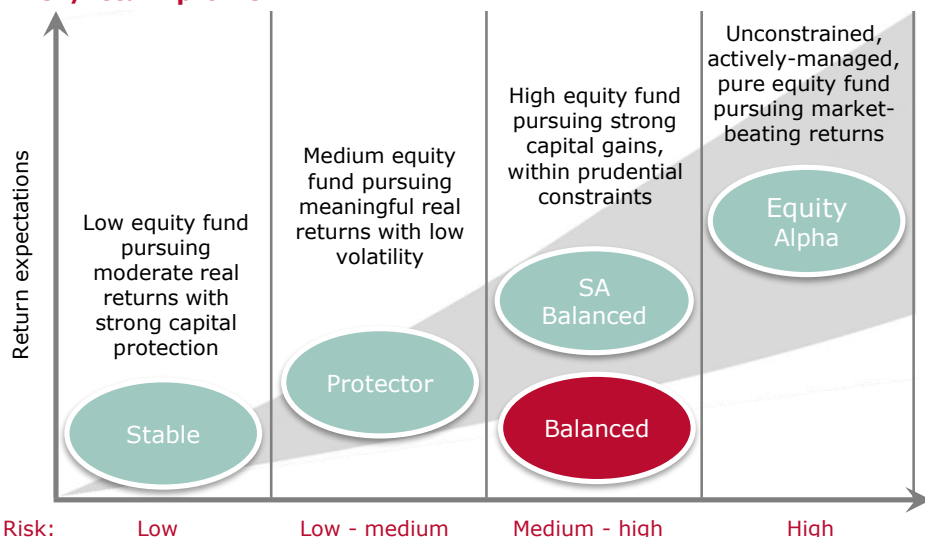 Return expectations
Low equity fund
pursuing
moderate real
returns with
strong capital
protection
Stable
Medium equity
fund pursuing
meaningful real
returns with low
volatility
Protector
High equity fund
pursuing strong
capital gains,
within prudential
constraints
SA
Balanced
Balanced
Unconstrained,
actively-managed,
pure equity fund
pursuing market-
beating returns
Equity
Alpha
Risk:
Low
Low - medium
Medium - high
High